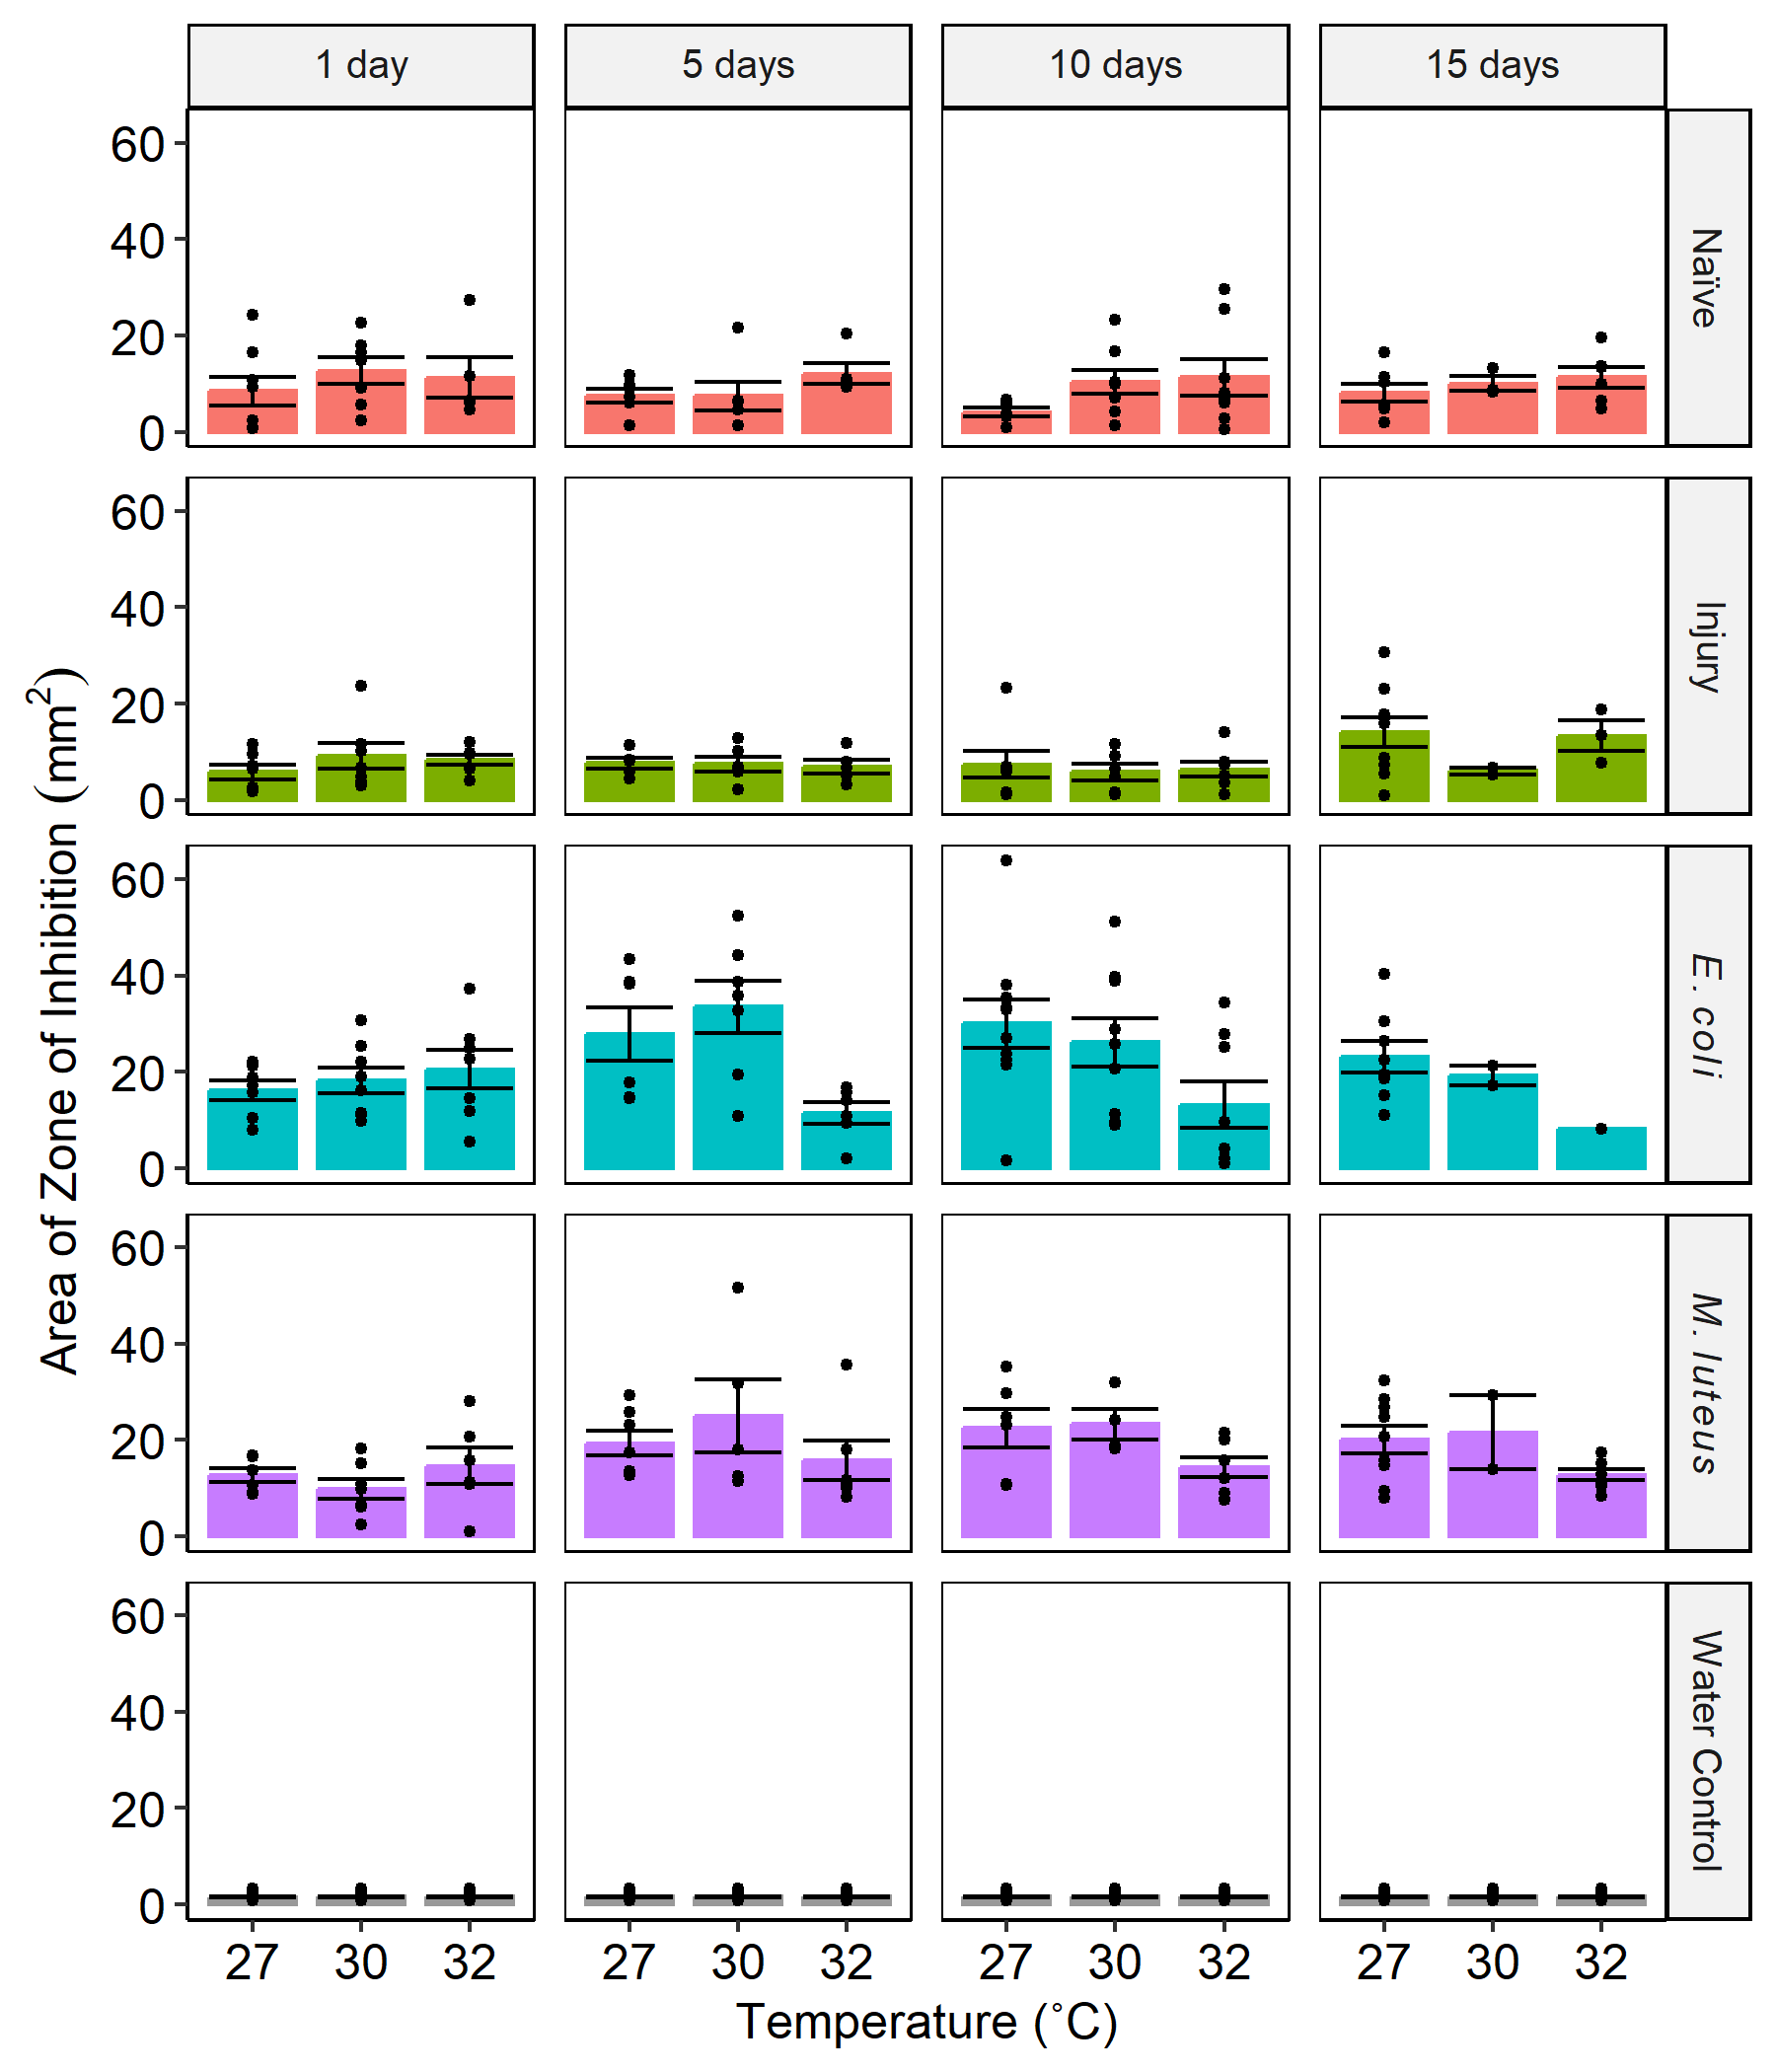 1 day
5 days
10 days
15 days
Area of Zone of Inhibition (mm²)
60
40
20
0
Naïve
60
40
20
0
Injury
60
40
20
0
E. coli
60
40
20
0
M. luteus
60
40
20
0
Water Control
27 30 32 27 30 32 27 30 32 27 30 32
Temperature (°C)